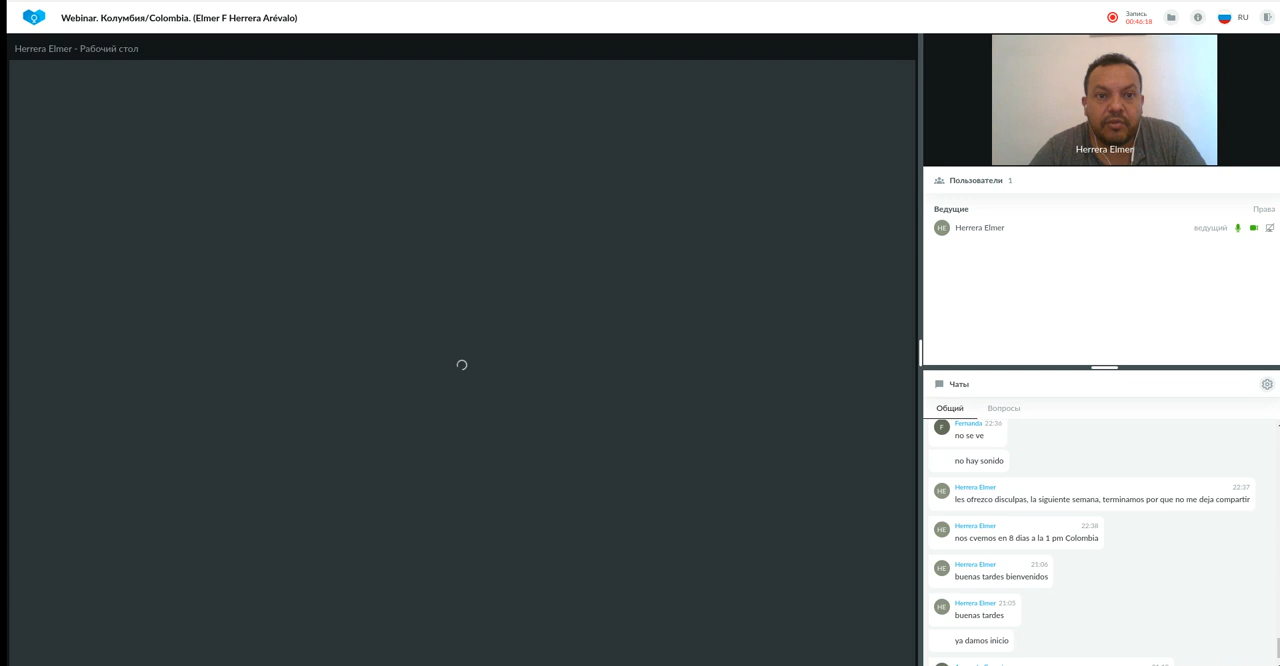 Webinar. Колумбия/Colombia. (Elmer F Herrera Arévalo)
Запись
00:46:18
RU
Herrera Elmer - Рабочий стол
Herrera Elmer
Пользователи 1
Ведущие Права
HE Herrera Elmer ведущий
Чаты
Общий Вопросы
F Fernanda 22:36
no se ve
no hay sonido
HE Herrera Elmer 22:37
les ofrezco disculpas, la siguiente semana, terminamos por que no me deja compartir
HE Herrera Elmer 22:38
nos cvemos en 8 dias a la 1 pm Colombia
HE Herrera Elmer 21:06
buenas tardes bienvenidos
HE Herrera Elmer 21:05
buenas tardes
ya damos inicio